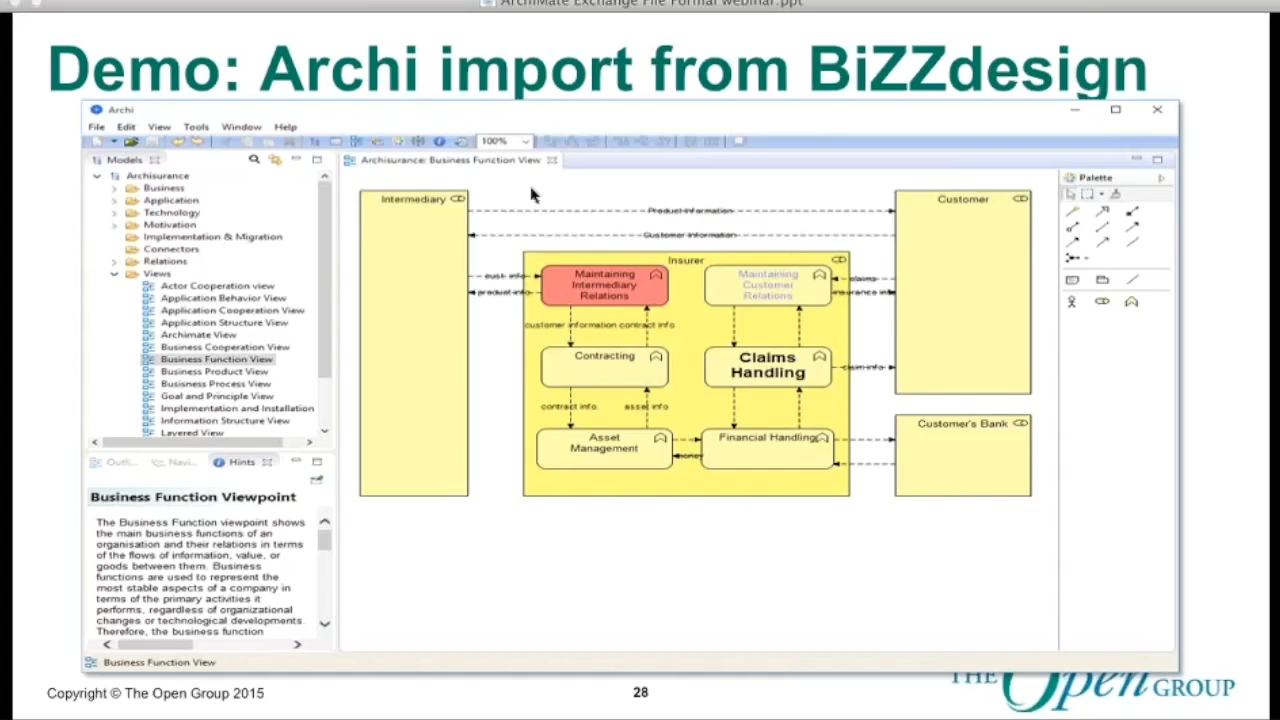 ArchiMate Exchange File Format webinar.ppt
Demo: Archi import from BiZZdesign
Archi
File Edit View Tools Window Help
100%
Models
Archisurance
Business
Application
Technology
Motivation
Implementation & Migration
Connectors
Relations
Views
Actor Cooperation view
Application Behavior View
Application Cooperation View
Application Structure View
Archimate View
Business Cooperation View
Business Function View
Business Product View
Busisness Process View
Goal and Principle View
Implementation and Installation
Information Structure View
Layered View
Outli...
Navi...
Hints
Business Function Viewpoint
The Business Function viewpoint shows
the main business functions of an
organisation and their relations in terms
of the flows of information, value, or
goods between them. Business
functions are used to represent the
most stable aspects of a company in
terms of the primary activities it
performs, regardless of organizational
changes or technological developments.
Therefore, the business function
Business Function View
Archisurance: Business Function View
Intermediary
Product information
Customer information
Customer
Insurer
cust. info
product info
Maintaining
Intermediary
Relations
Maintaining
Customer
Relations
claims
insurance info
customer information
contract info
Contracting
Claims
Handling
claim info
contract info.
asset info
Asset
Management
money
Financial Handling
Customer's Bank
Palette
Copyright © The Open Group 2015
28
THE Open GROUP